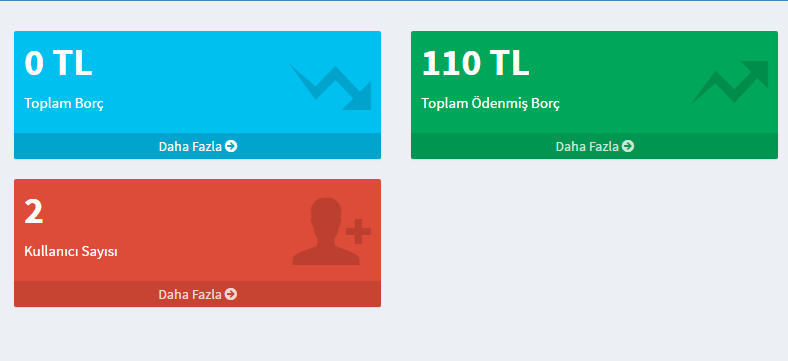 0 TL
Toplam Borç
Daha Fazla
110 TL
Toplam Ödenmiş Borç
Daha Fazla
2
Kullanıcı Sayısı
Daha Fazla